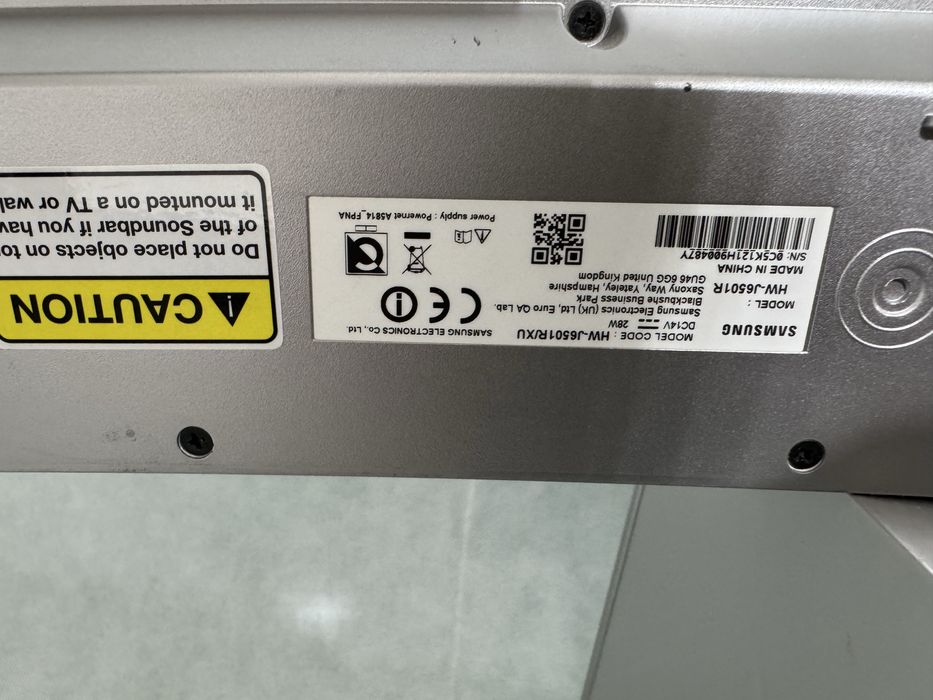 SAMSUNG
MODEL :
HW-J6501R
MODEL CODE : HW-J6501R/XU
DC14V 28W
Samsung Electronics (UK) Ltd, Euro QA Lab.
Blackbushe Business Park
Saxony Way, Yateley, Hampshire
GU46 6GG United Kingdom
MADE IN CHINA
S/N: 0C5K121H900487Y
SAMSUNG ELECTRONICS Co., Ltd.
CE
Power supply : Powernet A5814_FPNA
CAUTION
Do not place objects on to
of the Soundbar if you hav
it mounted on a TV or wal